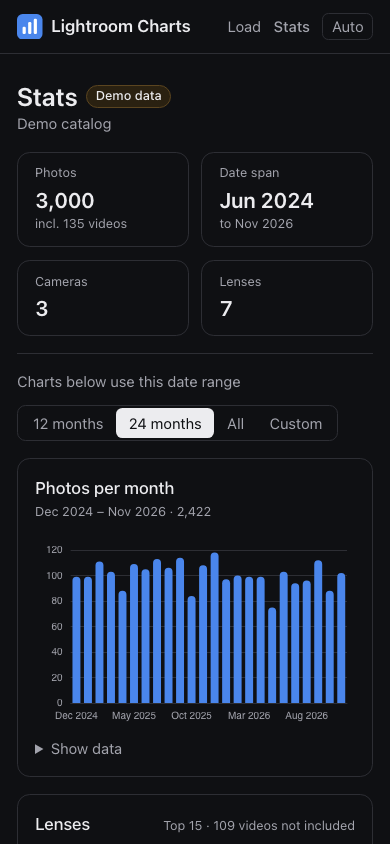 Lightroom Charts Load Stats Auto
Stats Demo data
Demo catalog
Photos
3,000
incl. 135 videos
Date span
Jun 2024
to Nov 2026
Cameras
3
Lenses
7
Charts below use this date range
12 months 24 months All Custom
Photos per month
Dec 2024 – Nov 2026 · 2,422
120
100
80
60
40
20
0
Dec 2024 May 2025 Oct 2025 Mar 2026 Aug 2026
Show data
Lenses Top 15 · 109 videos not included